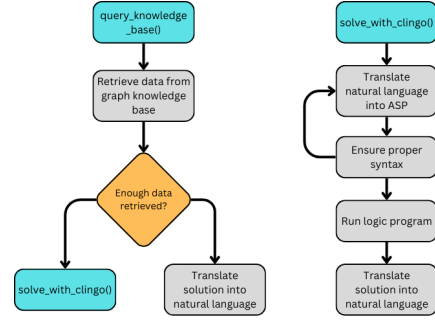 query_knowledge
_base()
Retrieve data from
graph knowledge
base
Enough data
retrieved?
solve_with_clingo()
Translate
solution into
natural language
solve_with_clingo()
Translate
natural language
into ASP
Ensure proper
syntax
Run logic program
Translate
solution into
natural language